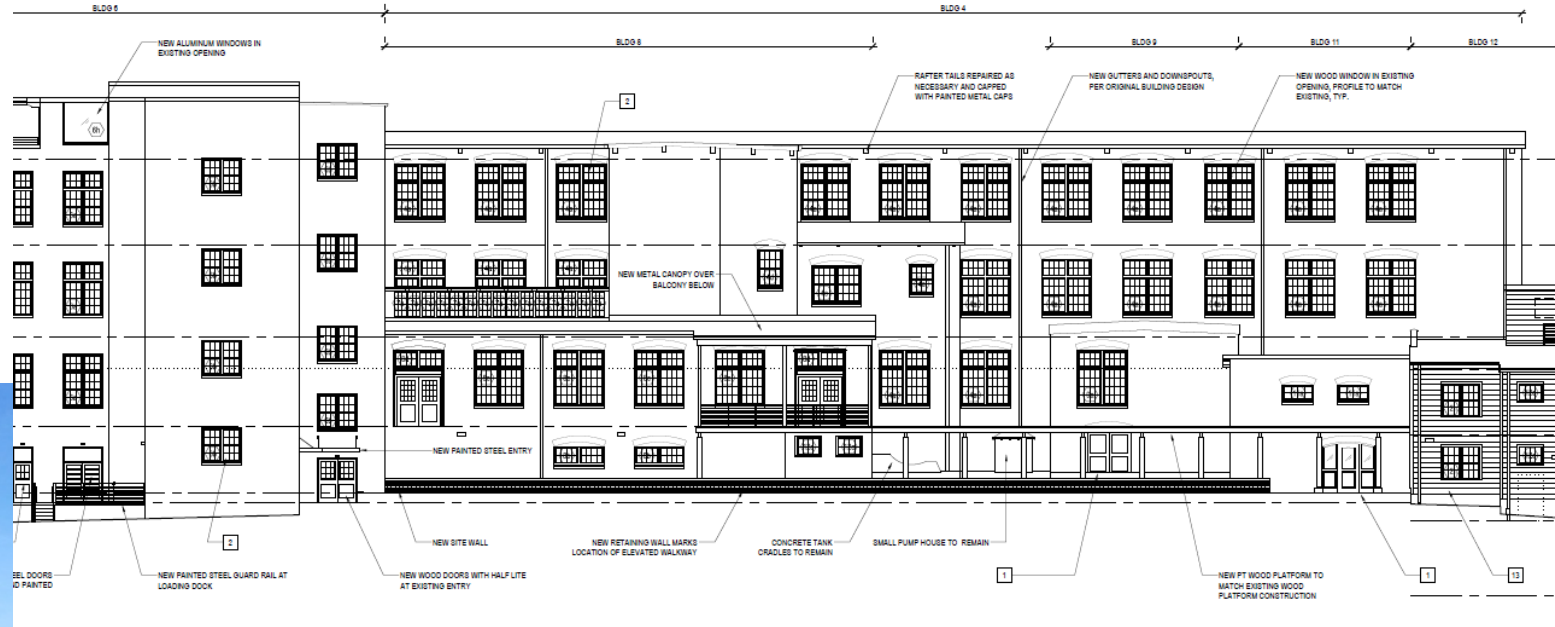 BLDG 5
BLDG 4
BLDG 6
BLDG 9
BLDG 11
BLDG 12
NEW ALUMINUM WINDOWS IN
EXISTING OPENING
2
RAFTER TAILS REPAIRED AS
NECESSARY AND CAPPED
WITH PAINTED METAL CAPS
NEW GUTTERS AND DOWNSPOUTS,
PER ORIGINAL BUILDING DESIGN
NEW WOOD WINDOW IN EXISTING
OPENING, PROFILE TO MATCH
EXISTING, TYP.
NEW METAL CANOPY OVER
BALCONY BELOW
NEW PAINTED STEEL ENTRY
2
EEL DOORS
ND PAINTED
NEW PAINTED STEEL GUARD RAIL AT
LOADING DOCK
NEW SITE WALL
NEW WOOD DOORS WITH HALF LITE
AT EXISTING ENTRY
NEW RETAINING WALL MARKS
LOCATION OF ELEVATED WALKWAY
CONCRETE TANK
CRADLES TO REMAIN
SMALL PUMP HOUSE TO REMAIN
1
NEW PT WOOD PLATFORM TO
MATCH EXISTING WOOD
PLATFORM CONSTRUCTION
1
13